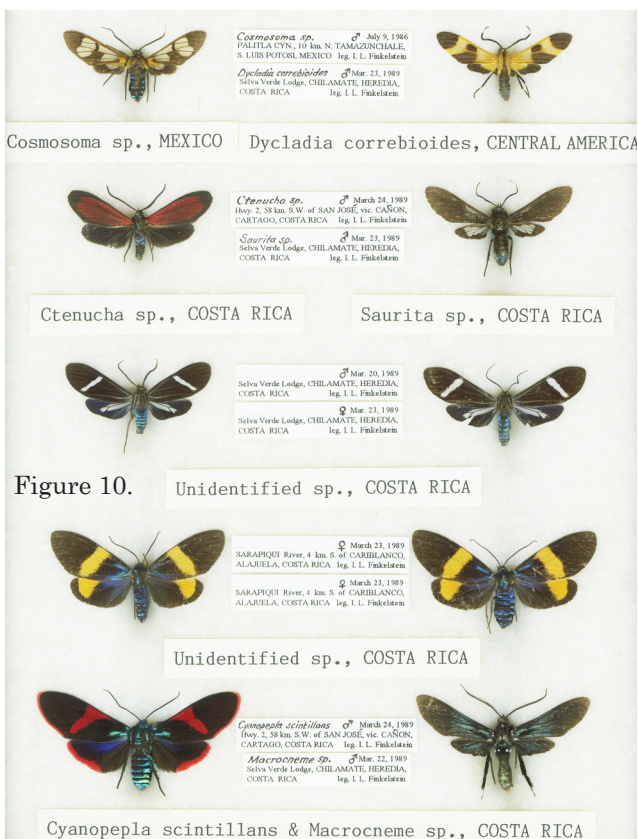 Cosmosoma sp. ♂ July 9, 1986
PALITLA CYN., 10 km. N. TAMAZUNCHALE,
S. LUIS POTOSI, MEXICO leg. I. L. Finkelstein
Dycladia correbioides ♂ Mar. 23, 1989
Selva Verde Lodge, CHILAMATE, HEREDIA,
COSTA RICA leg. I. L. Finkelstein
Cosmosoma sp., MEXICO
Dycladia correbioides, CENTRAL AMERICA
Ctenucha sp. ♂ March 24, 1989
Hwy. 2, 58 km. S.W. of SAN JOSÉ, vic. CAÑON,
CARTAGO, COSTA RICA leg. I. L. Finkelstein
Saurita sp. ♂ Mar. 23, 1989
Selva Verde Lodge, CHILAMATE, HEREDIA,
COSTA RICA leg. I. L. Finkelstein
Ctenucha sp., COSTA RICA
Saurita sp., COSTA RICA
♂ Mar. 20, 1989
Selva Verde Lodge, CHILAMATE, HEREDIA,
COSTA RICA leg. I. L. Finkelstein
♀ Mar. 23, 1989
Selva Verde Lodge, CHILAMATE, HEREDIA,
COSTA RICA leg. I. L. Finkelstein
Figure 10.
Unidentified sp., COSTA RICA
♀ March 23, 1989
SARAPIQUI River, 4 km. S. of CARIBLANCO,
ALAJUELA, COSTA RICA leg. I. L. Finkelstein
♀ March 23, 1989
SARAPIQUI River, 4 km. S. of CARIBLANCO,
ALAJUELA, COSTA RICA leg. I. L. Finkelstein
Unidentified sp., COSTA RICA
Cyanopepla scintillans ♂ March 24, 1989
Hwy. 2, 58 km. S.W. of SAN JOSÉ, vic. CAÑON,
CARTAGO, COSTA RICA leg. I. L. Finkelstein
Macrocneme sp. ♂ Mar. 22, 1989
Selva Verde Lodge, CHILAMATE, HEREDIA,
COSTA RICA leg. I. L. Finkelstein
Cyanopepla scintillans & Macrocneme sp., COSTA RICA